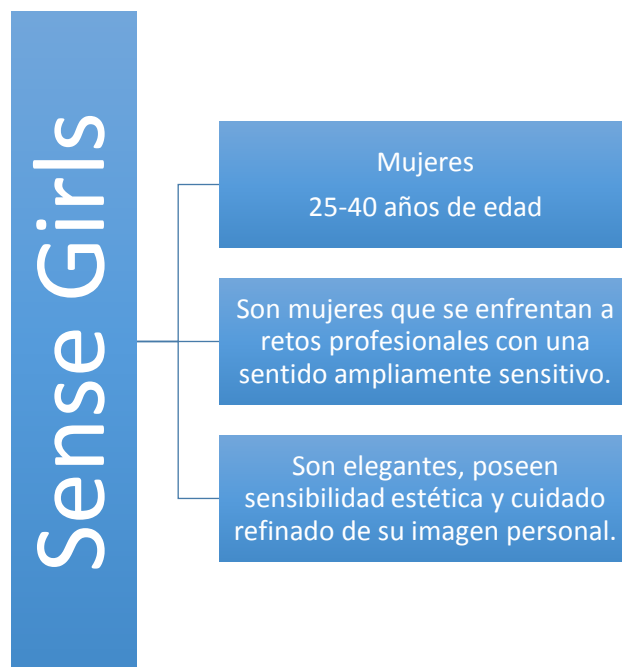 Sense Girls
Mujeres
25-40 años de edad
Son mujeres que se enfrentan a
retos profesionales con una
sentido ampliamente sensitivo.
Son elegantes, poseen
sensibilidad estética y cuidado
refinado de su imagen personal.